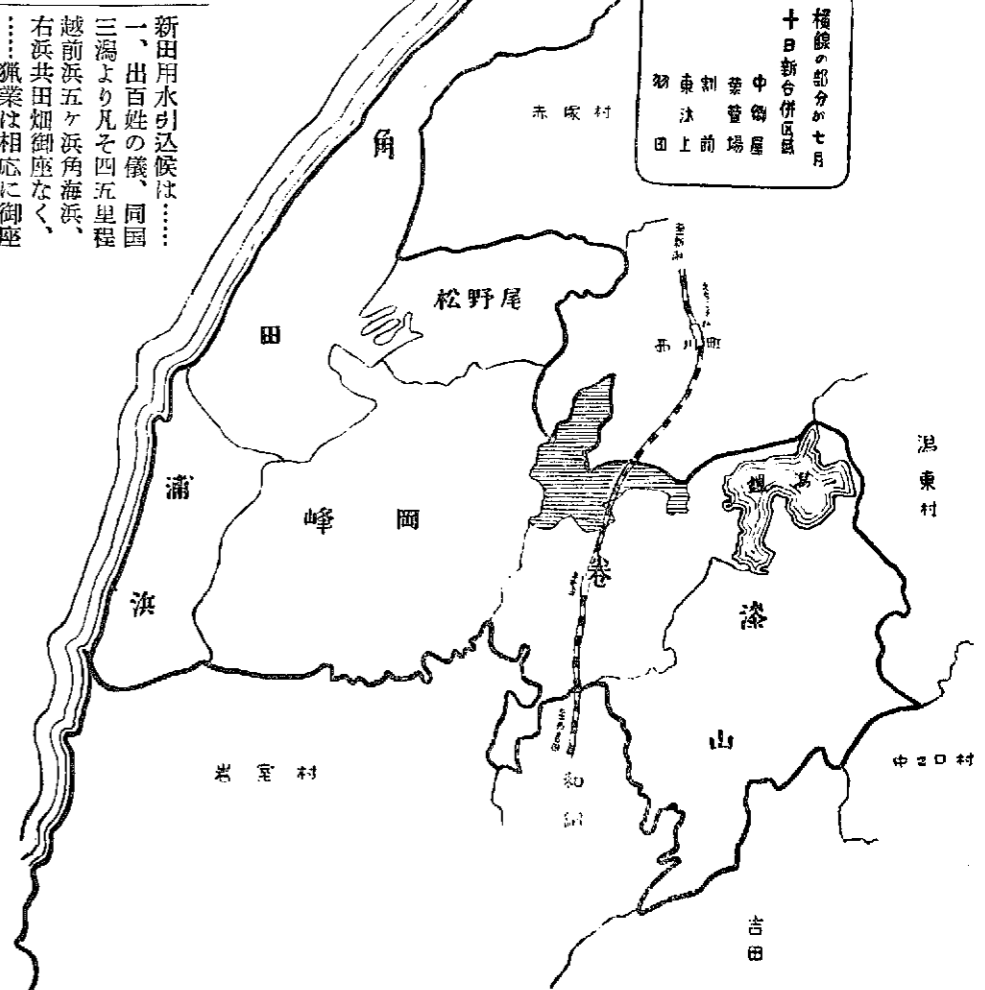 横線の部分が七月
十日新合併区域
中郷屋
葉萱場
割前
東汰上
羽田
新田用水引込候は……
一、出百姓の儀、同国
三潟より凡そ四五里程
越前浜五ケ浜角海浜、
右浜共田畑御座なく、
……猟業は相応に御座
赤塚村
角田
松野尾
西川町
浦浜
峰岡
巻
鎧潟
潟東村
漆山
岩室村
和納
中之口村
吉田